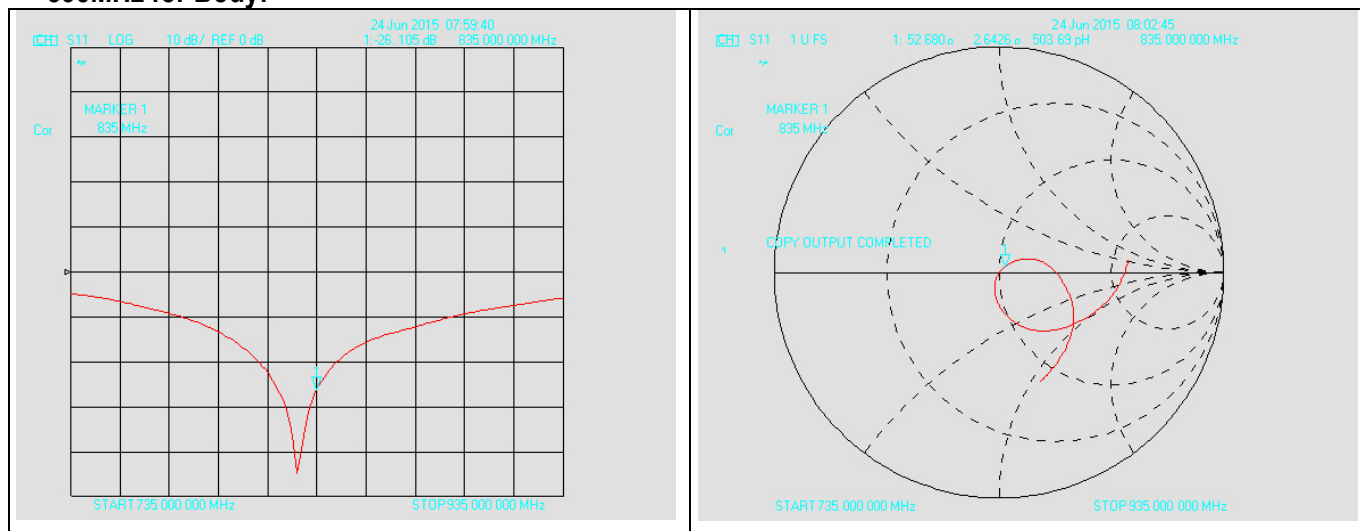 24 Jun 2015 07:59:40
CH1 S11 LOG 10 dB/ REF 0 dB 1:-26.105 dB 835.000 000 MHz
MARKER 1
Cor 835 MHz
1
START 735.000 000 MHz STOP 935.000 000 MHz
24 Jun 2015 08:02:45
CH1 S11 1 U FS 1: 52.680 Ω 2.6426 Ω 503.69 pH 835.000 000 MHz
MARKER 1
Cor 835 MHz
COPY OUTPUT COMPLETED
1
1
START 735.000 000 MHz STOP 935.000 000 MHz